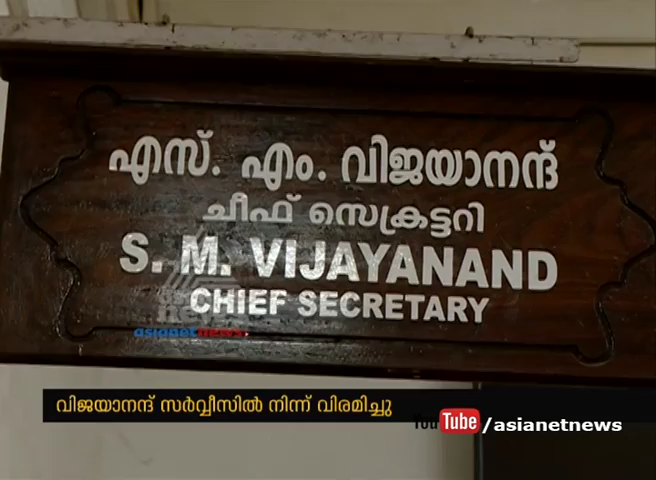 എസ്. എം. വിജയാനന്ദ്
ചീഫ് സെക്രട്ടറി
S. M. VIJAYANAND
CHIEF SECRETARY
asianet news
വിജയാനന്ദ് സർവ്വീസിൽ നിന്ന് വിരമിച്ചു
YouTube /asianetnews